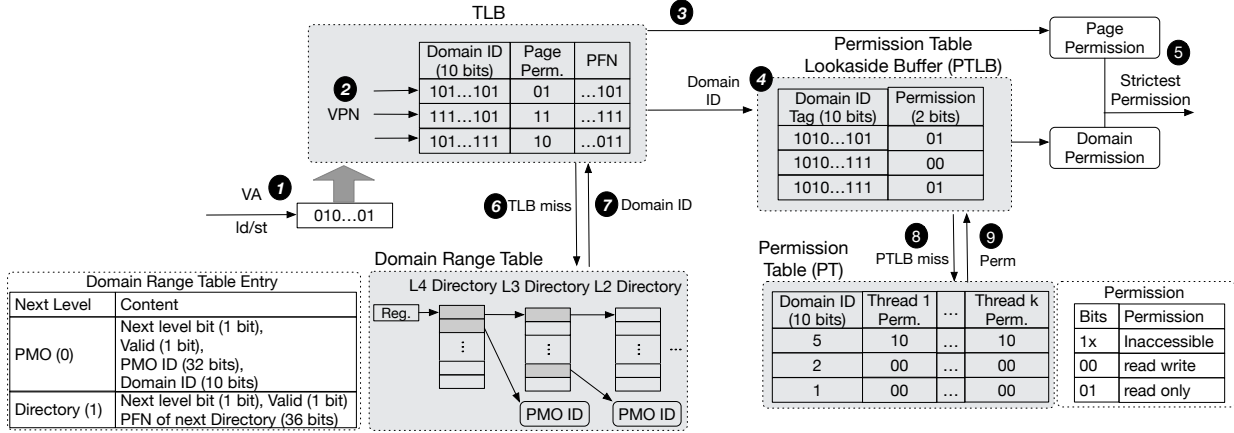 TLB
Domain ID (10 bits)
Page Perm.
PFN
101...101 01 ...101
111...101 11 ...111
101...111 10 ...011
2
VPN
1
VA
ld/st
010...01
3
Domain ID
4
Permission Table
Lookaside Buffer (PTLB)
Domain ID Tag (10 bits)
Permission (2 bits)
1010...101 01
1010...111 00
1010...111 01
Page
Permission
5
Strictest
Permission
Domain
Permission
6 TLB miss
7 Domain ID
8
PTLB miss
9
Perm
Domain Range Table Entry
Next Level Content
PMO (0)
Next level bit (1 bit),
Valid (1 bit),
PMO ID (32 bits),
Domain ID (10 bits)
Directory (1)
Next level bit (1 bit), Valid (1 bit)
PFN of next Directory (36 bits)
Domain Range Table
L4 Directory L3 Directory L2 Directory
Reg.
...
PMO ID PMO ID
Permission
Table (PT)
Domain ID (10 bits)
Thread 1 Perm.
...
Thread k Perm.
5 10 ... 10
2 00 ... 00
1 00 ... 00
Permission
Bits Permission
1x Inaccessible
00 read write
01 read only